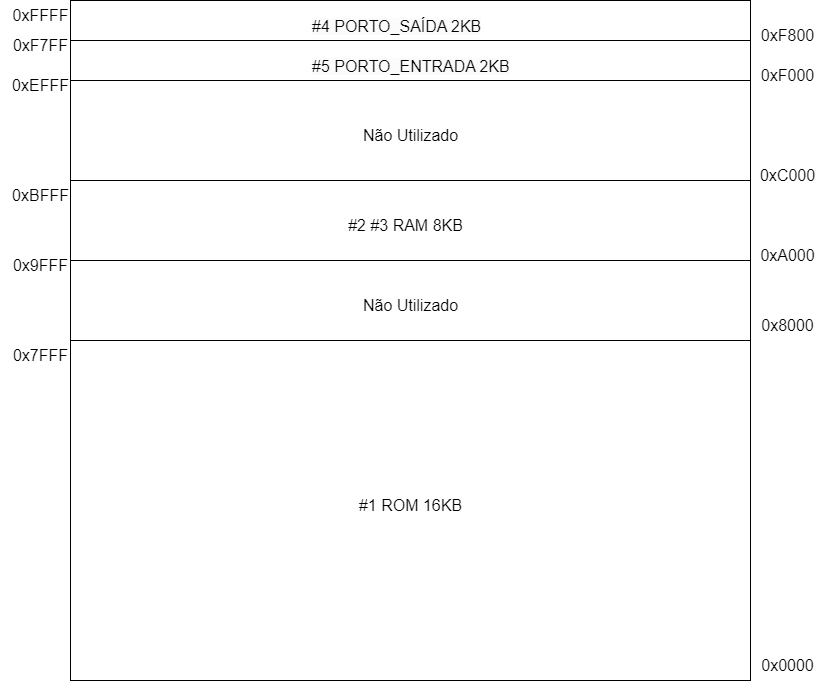 0xFFFF
#4 PORTO_SAÍDA 2KB
0xF800
0xF7FF
#5 PORTO_ENTRADA 2KB
0xF000
0xEFFF
Não Utilizado
0xC000
0xBFFF
#2 #3 RAM 8KB
0xA000
0x9FFF
Não Utilizado
0x8000
0x7FFF
#1 ROM 16KB
0x0000